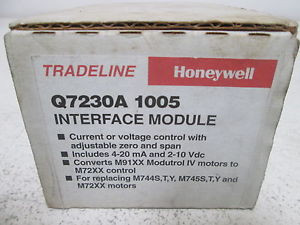 TRADELINE Honeywell
Q7230A 1005
INTERFACE MODULE
■ Current or voltage control with
adjustable zero and span
■ Includes 4-20 mA and 2-10 Vdc
■ Converts M91XX Modutrol IV motors to
M72XX control
■ For replacing M744S,T,Y, M745S,T,Y and
M72XX motors